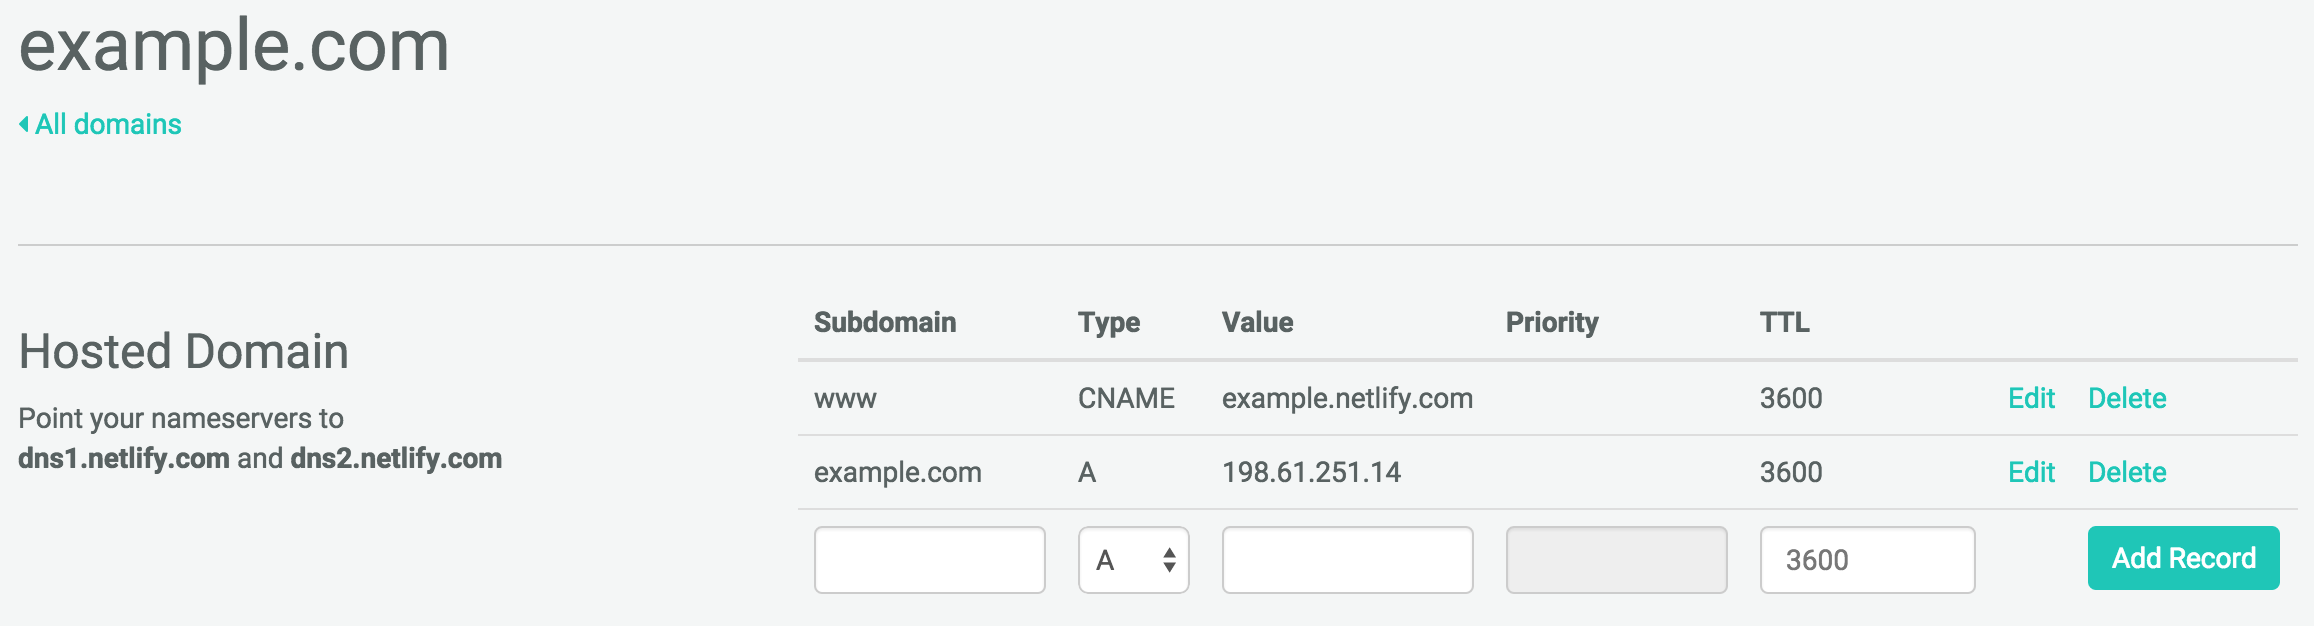 example.com
All domains
Hosted Domain
Point your nameservers to
dns1.netlify.com and dns2.netlify.com
Subdomain Type Value Priority TTL
www CNAME example.netlify.com 3600 Edit Delete
example.com A 198.61.251.14 3600 Edit Delete
A 3600 Add Record